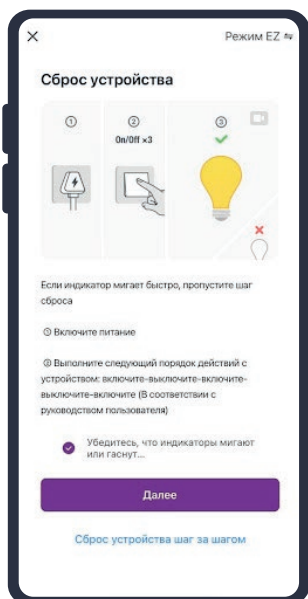 Режим EZ ⇋
Сброс устройства
① ② ③
On/Off ×3
Если индикатор мигает быстро, пропустите шаг
сброса
① Включите питание
② Выполните следующий порядок действий с
устройством: включите-выключите-включите-
выключите-включите (В соответствии с
руководством пользователя)
Убедитесь, что индикаторы мигают
или гаснут...
Далее
Сброс устройства шаг за шагом